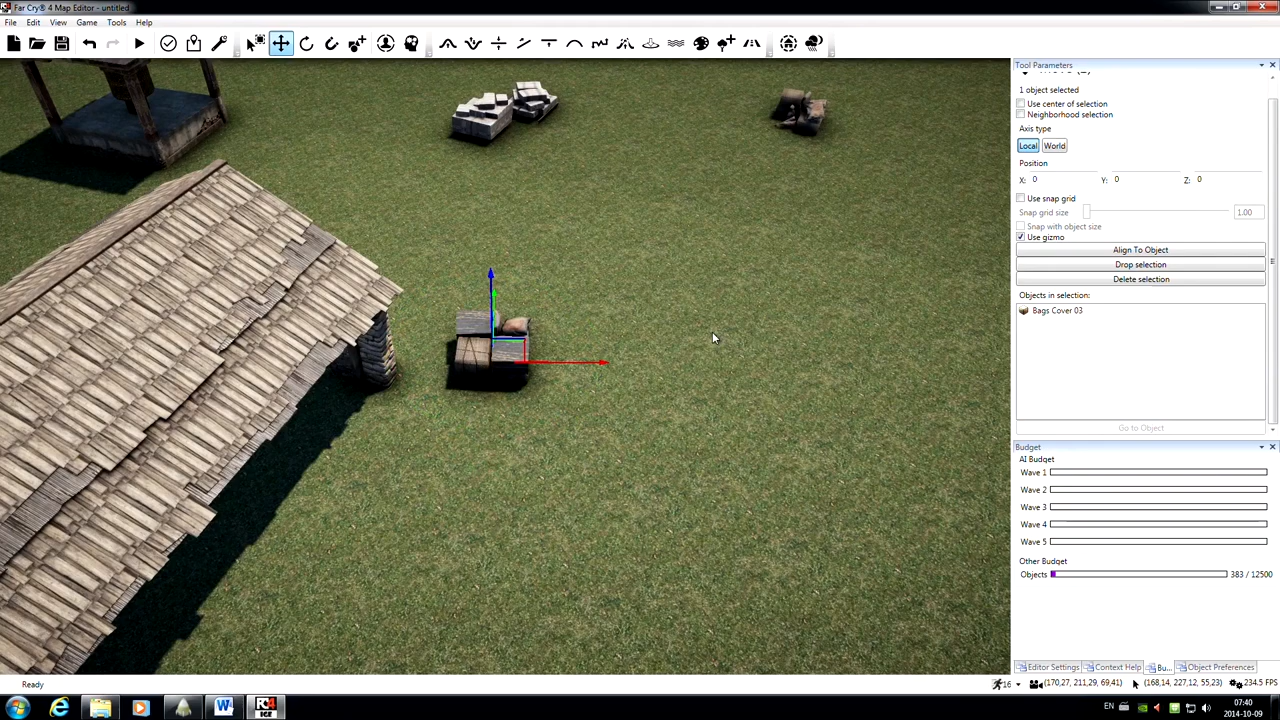 Far Cry® 4 Map Editor - untitled
File Edit View Game Tools Help
Tool Parameters
1 object selected
Use center of selection
Neighborhood selection
Axis type
Local World
Position
X: 0 Y: 0 Z: 0
Use snap grid
Snap grid size 1.00
Snap with object size
Use gizmo
Align To Object
Drop selection
Delete selection
Objects in selection:
Bags Cover 03
Go to Object
Budget
AI Budget
Wave 1
Wave 2
Wave 3
Wave 4
Wave 5
Other Budget
Objects 383 / 12500
Editor Settings Context Help Bu... Object Preferences
Ready 16 (170,27, 211,29, 69,41) (168,14, 227,12, 55,23) 234.5 FPS
EN 07:40
2014-10-09